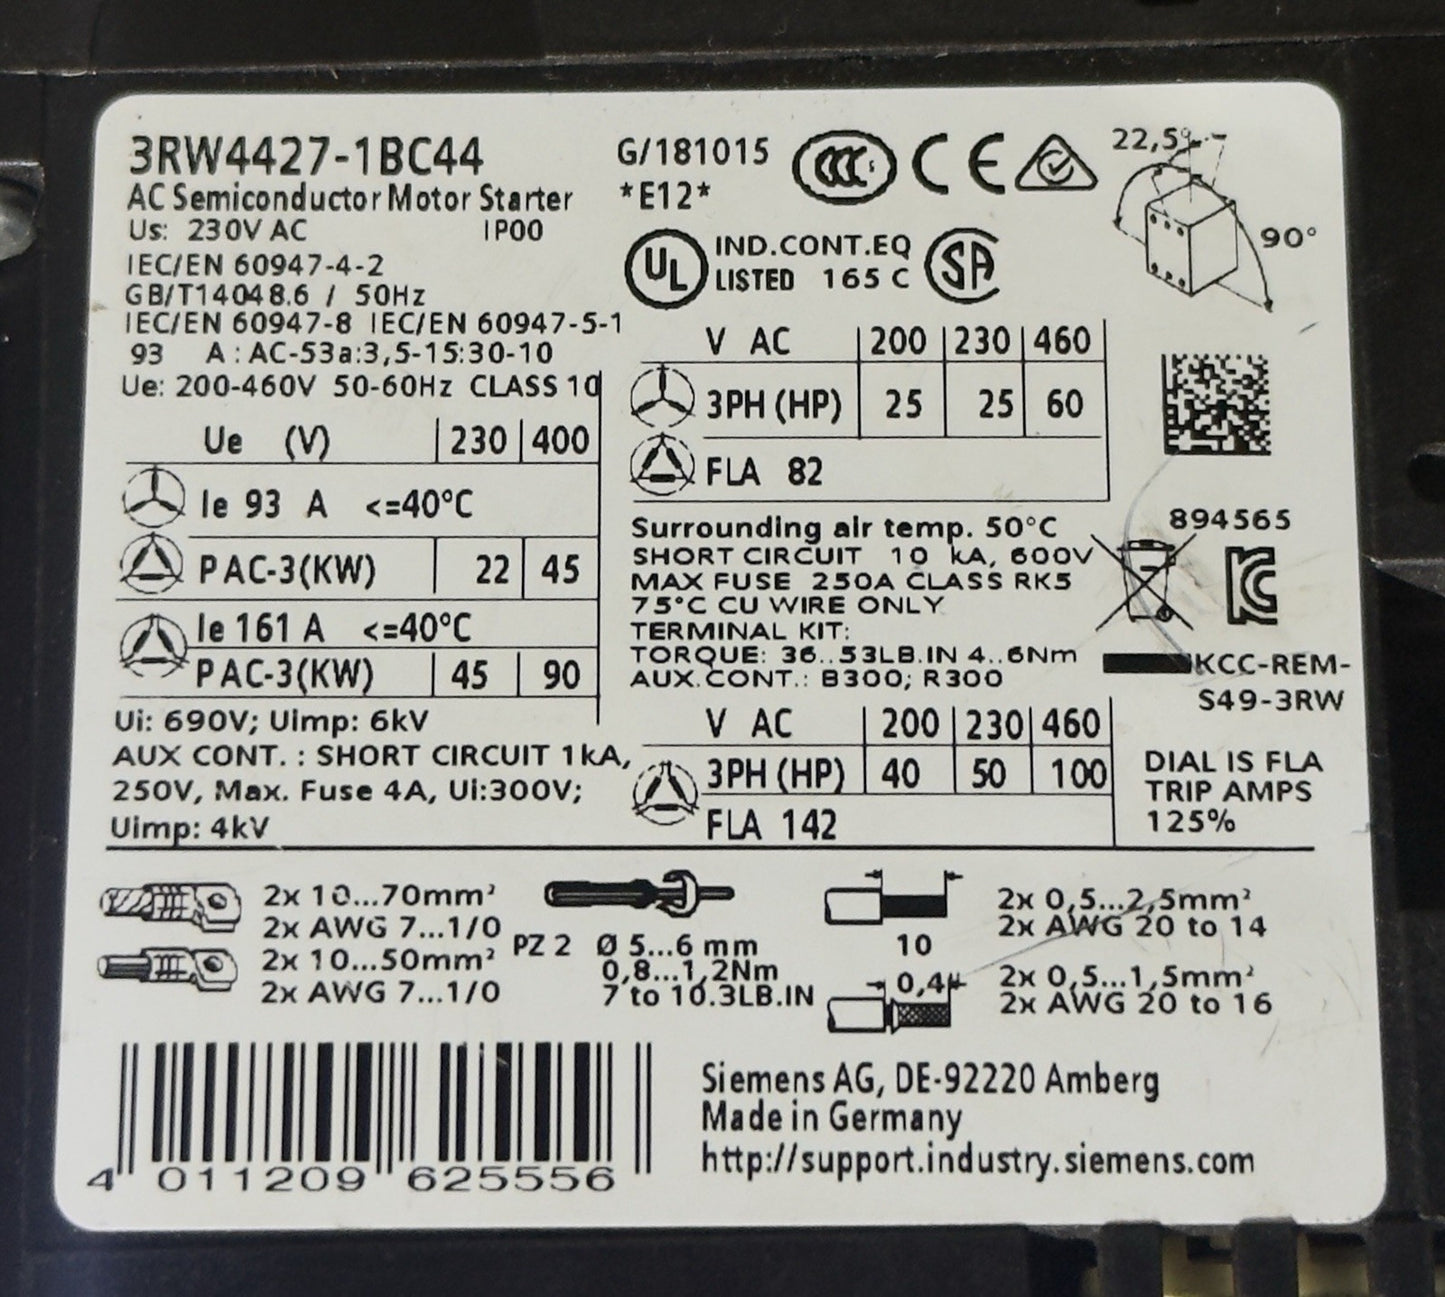 3RW4427-1BC44
AC Semiconductor Motor Starter
Us: 230V AC IP00
IEC/EN 60947-4-2
GB/T14048.6 / 50Hz
IEC/EN 60947-8 IEC/EN 60947-5-1
93 A : AC-53a:3,5-15:30-10
Ue: 200-460V 50-60Hz CLASS 10
G/181015
*E12*
CCC CE
22,5°
90°
UL IND.CONT.EQ
LISTED 165 C SA
Ue (V) 230 400
Ie 93 A <=40°C
P AC-3(KW) 22 45
Ie 161 A <=40°C
P AC-3(KW) 45 90
Ui: 690V; Uimp: 6kV
AUX CONT. : SHORT CIRCUIT 1kA,
250V, Max. Fuse 4A, Ui:300V;
Uimp: 4kV
V AC 200 230 460
3PH (HP) 25 25 60
FLA 82
Surrounding air temp. 50°C
SHORT CIRCUIT 10 kA, 600V
MAX FUSE 250A CLASS RK5
75°C CU WIRE ONLY
TERMINAL KIT:
TORQUE: 36..53LB.IN 4..6Nm
AUX.CONT.: B300; R300
V AC 200 230 460
3PH (HP) 40 50 100
FLA 142
894565
KC
KCC-REM-
S49-3RW
DIAL IS FLA
TRIP AMPS
125%
2x 10...70mm²
2x AWG 7...1/0
2x 10...50mm²
2x AWG 7...1/0
PZ 2 Ø 5...6 mm
0,8...1,2Nm
7 to 10.3LB.IN
10
0,4
2x 0,5...2,5mm²
2x AWG 20 to 14
2x 0,5...1,5mm²
2x AWG 20 to 16
4 011209 625556
Siemens AG, DE-92220 Amberg
Made in Germany
http://support.industry.siemens.com